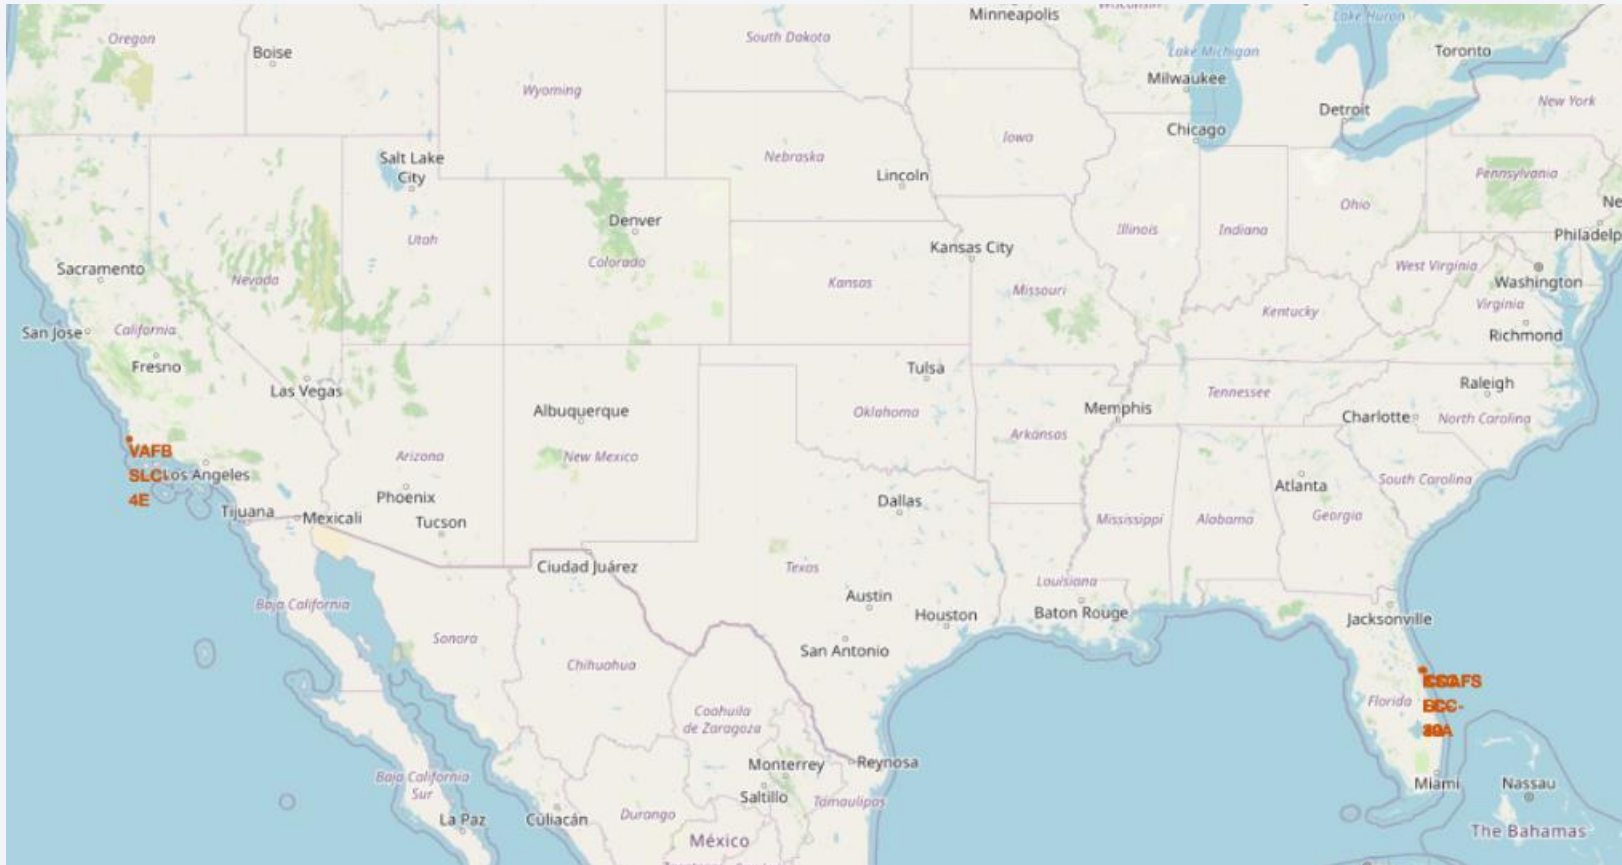 Minneapolis
Wisconsin
Lake Huron
Oregon
Boise
South Dakota
Lake Michigan
Toronto
Milwaukee
Wyoming
New York
Detroit
Chicago
Iowa
Salt Lake
City
Nebraska
Lincoln
Pennsylvania
Ohio
Ne
Denver
Utah
Illinois
Indiana
Philadelp
Kansas City
Sacramento
Colorado
West Virginia
Nevada
Kansas
Missouri
Washington
Virginia
Kentucky
San Jose
California
Richmond
Fresno
Tulsa
Las Vegas
Raleigh
Tennessee
Albuquerque
Oklahoma
Memphis
Charlotte
North Carolina
Arkansas
VAFB
SLC-
4E
Los Angeles
Arizona
New Mexico
Atlanta
South Carolina
Phoenix
Dallas
Tijuana
Mexicali
Tucson
Mississippi
Alabama
Georgia
Ciudad Juárez
Texas
Louisiana
Austin
Baja California
Houston
Baton Rouge
Jacksonville
Sonora
San Antonio
Chihuahua
Florida
Coahuila
de Zaragoza
Monterrey
Reynosa
Baja California
Sur
Miami
Nassau
Saltillo
Tamaulipas
La Paz
Culiacán
Durango
México
The Bahamas